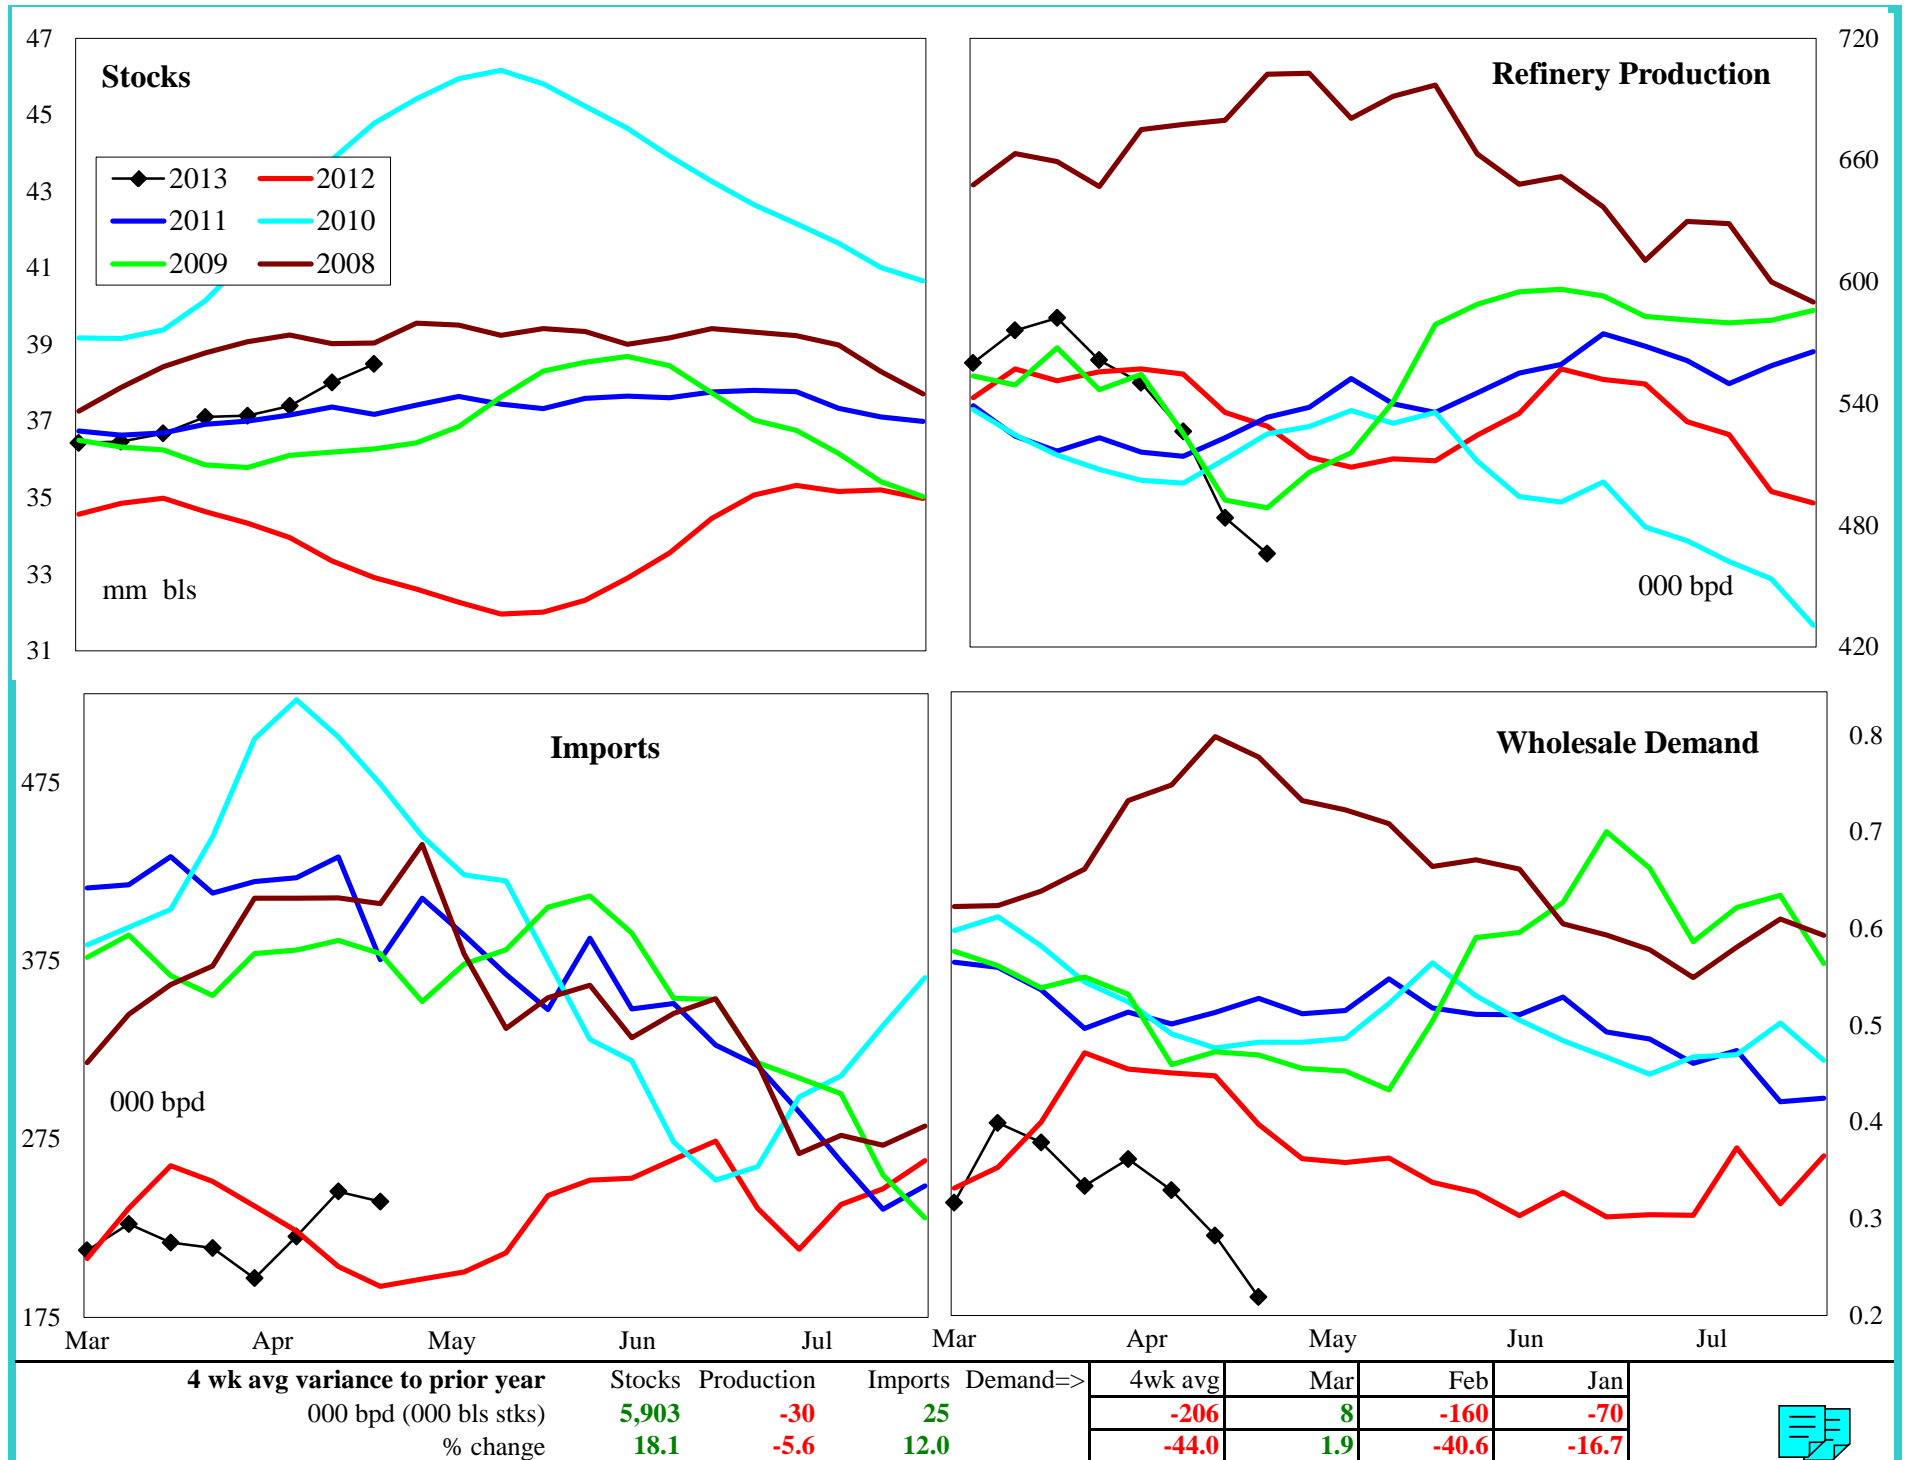 Stocks
47
45
43
41
39
37
35
33
31
2013 2012
2011 2010
2009 2008
mm bls
Refinery Production
720
660
600
540
480
420
000 bpd
Imports
475
375
275
175
000 bpd
Mar Apr May Jun Jul
Wholesale Demand
0.8
0.7
0.6
0.5
0.4
0.3
0.2
Mar Apr May Jun Jul
4 wk avg variance to prior year Stocks Production Imports Demand=> 4wk avg Mar Feb Jan
000 bpd (000 bls stks) 5,903 -30 25 -206 8 -160 -70
% change 18.1 -5.6 12.0 -44.0 1.9 -40.6 -16.7